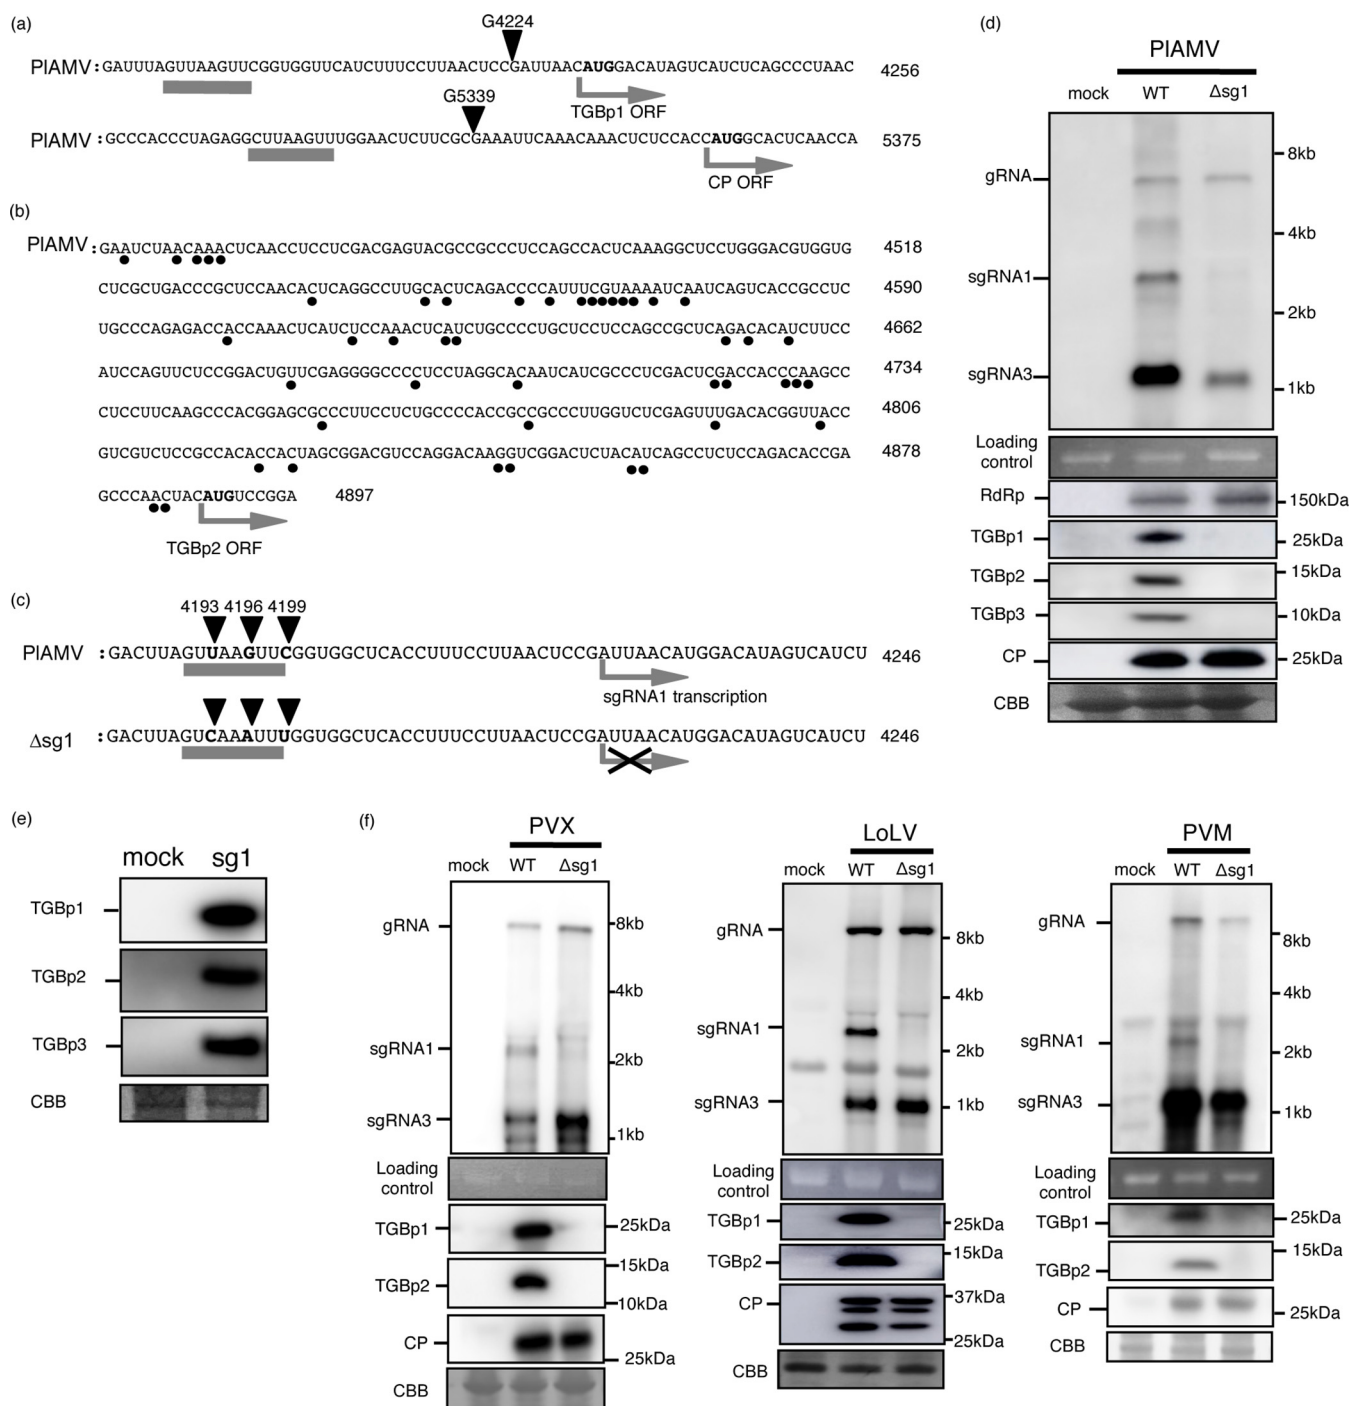 (a)
G4224
PlAMV :GAUUUAGUUAAGUUCGGUGGUUCAUCUUUCCUUAACUCCGAUUAACAUGGACAUAGUCAUCUCAGCCCUAAC 4256
TGBp1 ORF
G5339
PlAMV :GCCCACCCUAGAGGCUUAAGUUUGGAACUCUUCGCGAAAUUCAAACAAACUCUCCACCAUGGCACUCAACCA 5375
CP ORF
(b)
PlAMV :GAAUCUAACAAACUCAACCUCCUCGACGAGUACGCCGCCCUCCAGCCACUCAAAGGCUCCUGGGACGUGGUG 4518
CUCGCUGACCCGCUCCAACACUCAGGCCUUGCACUCAGACCCCAUUUCGUAAAAUCAAUCAGUCACCGCCUC 4590
UGCCCAGAGACCACCAAACUCAUCUCCAAACUCAUCUGCCCCUGCUCCUCCAGCCGCUCAGACACAUCUUCC 4662
AUCCAGUUCUCCGGACUGUUCGAGGGGCCCUCCUAGGCACAAUCAUCGCCCUCGACUCGACCACCCAAGCC 4734
CUCCUUCAAGCCCACGGAGCGCCCUUCCUCUGCCCCACCGCCGCCCUUGGUCUCGAGUUUGACACGGUUACC 4806
GUCGUCUCCGCCACACCACUAGCGGACGUCCAGGACAAGGUCGGACUCUACAUCAGCCUCUCCAGACACCGA 4878
GCCCAACUACAUGUCCGGA 4897
TGBp2 ORF
(c)
4193 4196 4199
PlAMV :GACUUAGUUAAGUUCGGUGGCUCACCUUUCCUUAACUCCGAUUAACAUGGACAUAGUCAUCU 4246
sgRNA1 transcription
Δsg1 :GACUUAGUCAAAUUUGGUGGCUCACCUUUCCUUAACUCCGAUUAACAUGGACAUAGUCAUCU 4246
(d)
PlAMV
mock WT Δsg1
gRNA
8kb
4kb
sgRNA1
2kb
sgRNA3
1kb
Loading
control
RdRp 150kDa
TGBp1 25kDa
TGBp2 15kDa
TGBp3 10kDa
CP 25kDa
CBB
(e)
mock sg1
TGBp1
TGBp2
TGBp3
CBB
(f)
PVX
mock WT Δsg1
gRNA 8kb
4kb
sgRNA1
2kb
sgRNA3
1kb
Loading
control
TGBp1 25kDa
15kDa
TGBp2
10kDa
CP
25kDa
CBB
LoLV
mock WT Δsg1
gRNA
8kb
4kb
sgRNA1
2kb
sgRNA3 1kb
Loading
control
TGBp1 25kDa
15kDa
TGBp2
37kDa
CP
25kDa
CBB
PVM
mock WT Δsg1
gRNA
8kb
4kb
sgRNA1
2kb
sgRNA3
1kb
Loading
control
TGBp1 25kDa
15kDa
TGBp2
CP 25kDa
CBB